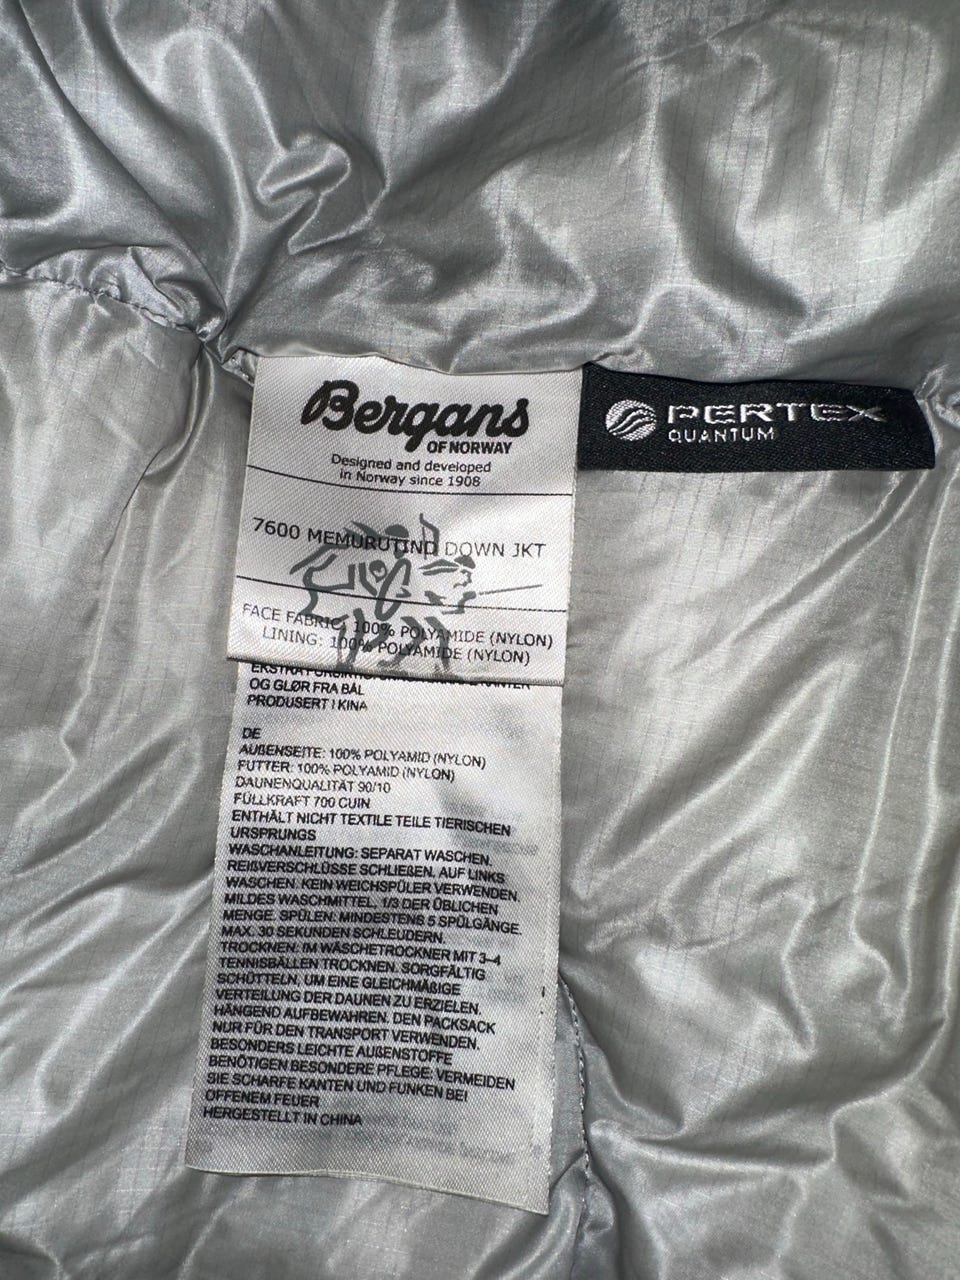 Bergans
OF NORWAY
Designed and developed
in Norway since 1908
PERTEX
QUANTUM
7600 MEMURUTIND DOWN JKT
FACE FABRIC: 100% POLYAMIDE (NYLON)
LINING: 100% POLYAMIDE (NYLON)
OG GLØR FRA BÅL
PRODUSERT I KINA
DE
AUßENSEITE: 100% POLYAMID (NYLON)
FUTTER: 100% POLYAMID (NYLON)
DAUNENQUALITÄT 90/10
FÜLLKRAFT 700 CUIN
ENTHÄLT NICHT TEXTILE TEILE TIERISCHEN
URSPRUNGS
WASCHANLEITUNG: SEPARAT WASCHEN.
REIßVERSCHLÜSSE SCHLIEßEN. AUF LINKS
WASCHEN. KEIN WEICHSPÜLER VERWENDEN.
MILDES WASCHMITTEL, 1/3 DER ÜBLICHEN
MENGE. SPÜLEN: MINDESTENS 5 SPÜLGÄNGE.
MAX. 30 SEKUNDEN SCHLEUDERN.
TROCKNEN: IM WÄSCHETROCKNER MIT 3–4
TENNISBÄLLEN TROCKNEN. SORGFÄLTIG
SCHÜTTELN, UM EINE GLEICHMÄßIGE
VERTEILUNG DER DAUNEN ZU ERZIELEN.
HÄNGEND AUFBEWAHREN. DEN PACKSACK
NUR FÜR DEN TRANSPORT VERWENDEN.
BESONDERS LEICHTE AUßENSTOFFE
BENÖTIGEN BESONDERE PFLEGE: VERMEIDEN
SIE SCHARFE KANTEN UND FUNKEN BEI
OFFENEM FEUER
HERGESTELLT IN CHINA